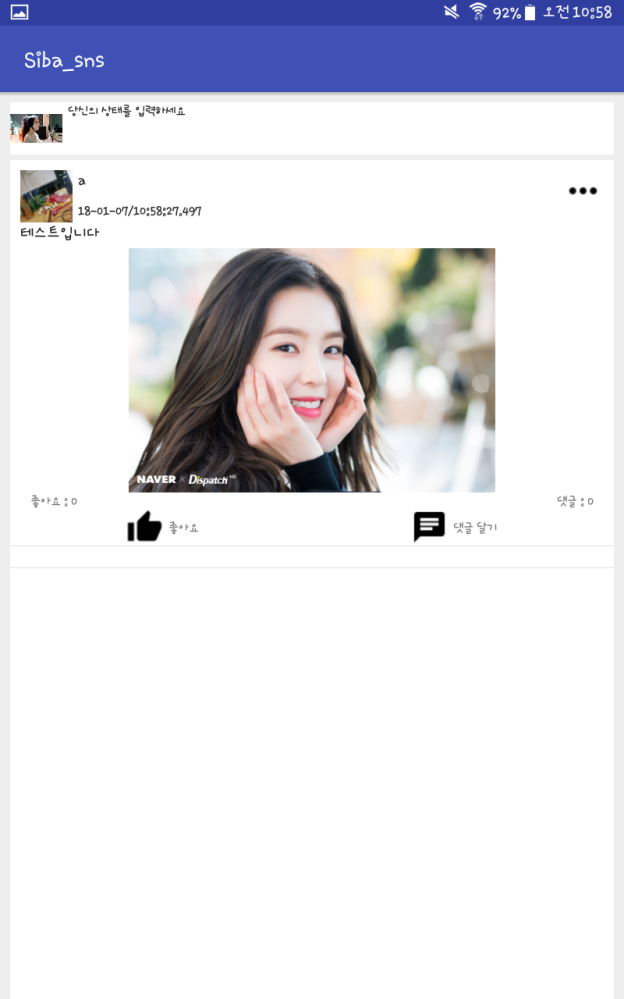 92% 오전 10:58
Siba_sns
당신의 상태를 입력하세요
a
18-01-07/10:58:27.497
테스트입니다
NAVER × Dispatch HD
좋아요 : 0 댓글 : 0
좋아요 댓글 달기